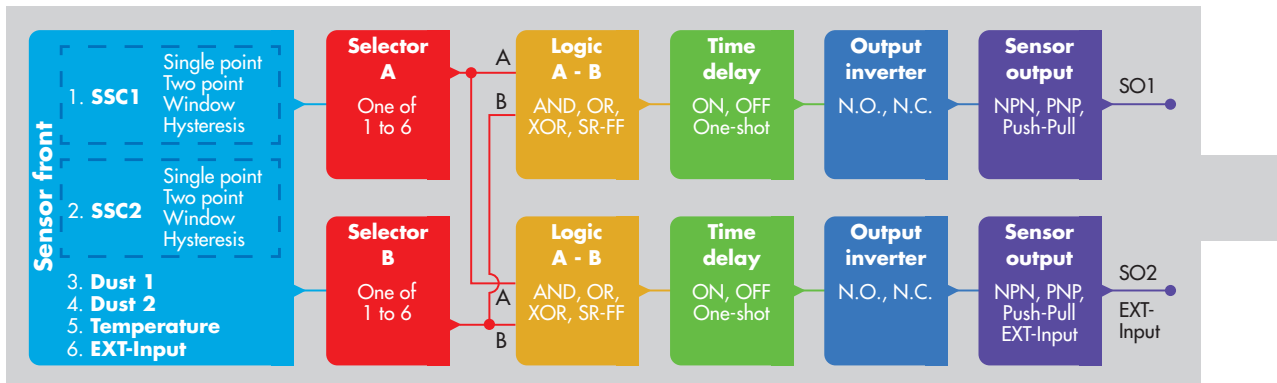 Sensor front
1. SSC1
Single point
Two point
Window
Hysteresis
2. SSC2
Single point
Two point
Window
Hysteresis
3. Dust 1
4. Dust 2
5. Temperature
6. EXT-Input
Selector
A
One of
1 to 6
A
B
Logic
A - B
AND, OR,
XOR, SR-FF
Time
delay
ON, OFF
One-shot
Output
inverter
N.O., N.C.
Sensor
output
NPN, PNP,
Push-Pull
SO1
Selector
B
One of
1 to 6
A
B
Logic
A - B
AND, OR,
XOR, SR-FF
Time
delay
ON, OFF
One-shot
Output
inverter
N.O., N.C.
Sensor
output
NPN, PNP,
Push-Pull
EXT-Input
SO2
EXT-
Input